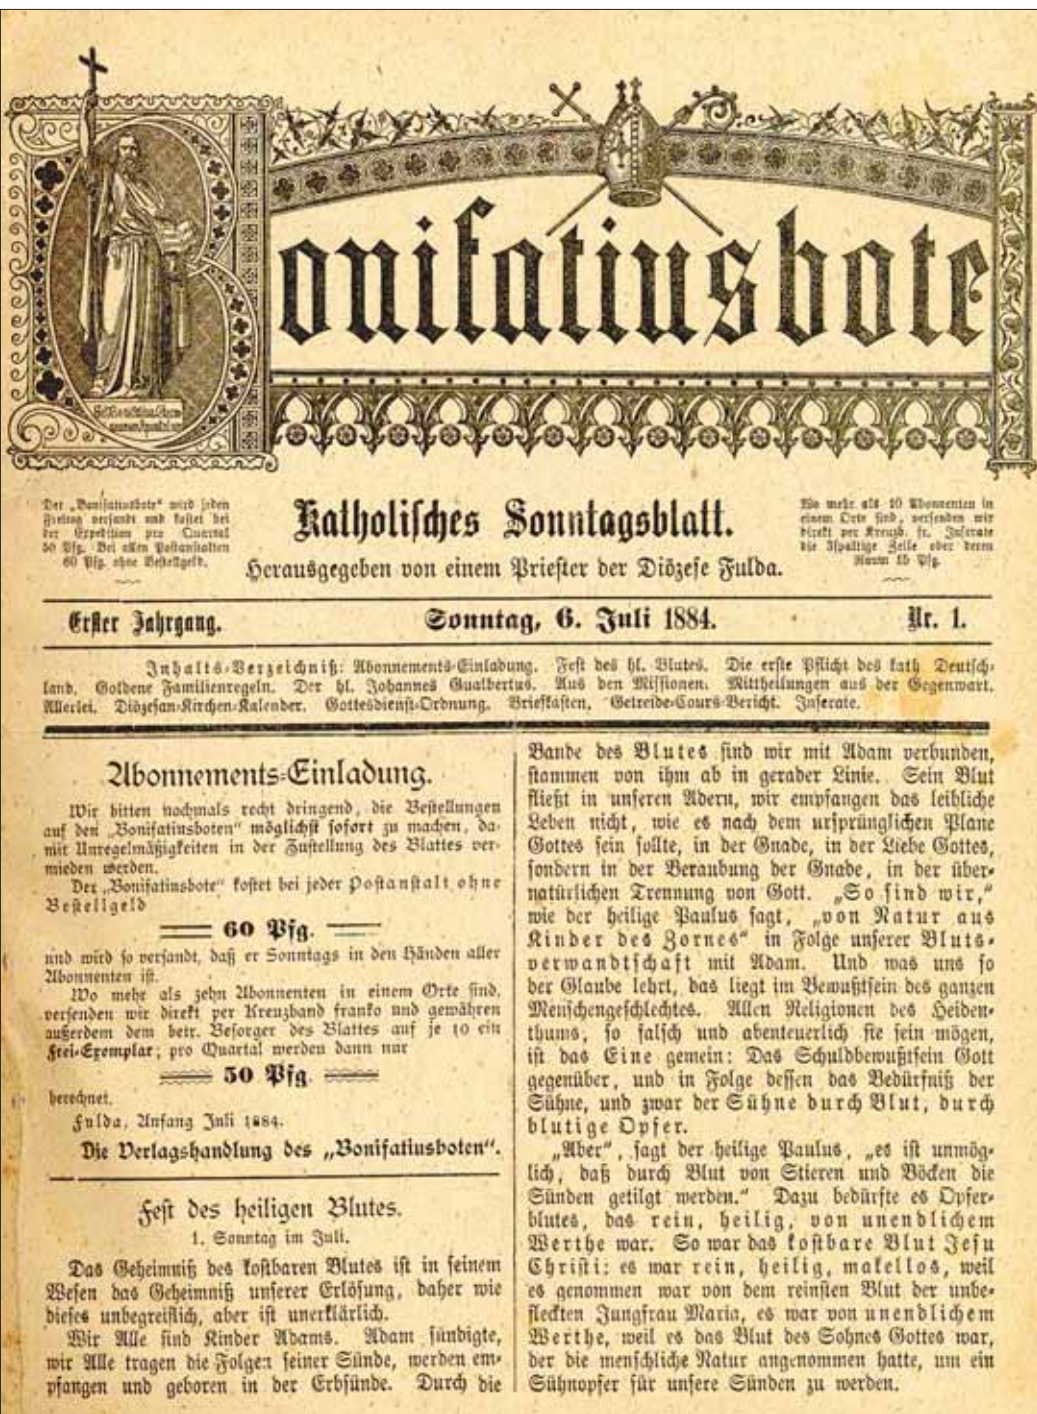 Bonifatiusbote
Der „Bonifatiusbote" wird jeden
Freitag versandt und kostet bei
der Expedition pro Quartal
50 Pfg. Bei allen Postanstalten
60 Pfg. ohne Bestellgeld.
Katholisches Sonntagsblatt.
Herausgegeben von einem Priester der Diözese Fulda.
Wo mehr als 10 Abonnenten in
einem Orte sind, versenden wir
direkt per Kreuzb. fr. Inserate
die 3spaltige Zeile oder deren
Raum 15 Pfg.
Erster Jahrgang. Sonntag, 6. Juli 1884. Nr. 1.
Inhalts-Verzeichniß: Abonnements-Einladung. Fest des hl. Blutes. Die erste Pflicht des kath Deutsch-
land. Goldene Familienregeln. Der hl. Johannes Gualbertus. Aus den Missionen. Mittheilungen aus der Gegenwart.
Allerlei. Diözesan-Kirchen-Kalender. Gottesdienst-Ordnung. Briefkasten. Getreide-Cours-Bericht. Inserate.
Abonnements-Einladung.
Wir bitten nochmals recht dringend, die Bestellungen
auf den „Bonifatiusboten" möglichst sofort zu machen, da-
mit Unregelmäßigkeiten in der Zustellung des Blattes ver-
mieden werden.
Der „Bonifatiusbote" kostet bei jeder Postanstalt ohne
Bestellgeld
60 Pfg.
und wird so versandt, daß er Sonntags in den Händen aller
Abonnenten ist.
Wo mehr als zehn Abonnenten in einem Orte sind,
versenden wir direkt per Kreuzband franko und gewähren
außerdem dem betr. Besorger des Blattes auf je 10 ein
Frei-Exemplar; pro Quartal werden dann nur
50 Pfg.
berechnet.
Fulda, Anfang Juli 1884.
Die Verlagshandlung des „Bonifatiusboten".
Fest des heiligen Blutes.
1. Sonntag im Juli.
Das Geheimniß des kostbaren Blutes ist in seinem
Wesen das Geheimniß unserer Erlösung, daher wie
dieses unbegreiflich, aber ist unerklärlich.
Wir Alle sind Kinder Adams. Adam sündigte,
wir Alle tragen die Folgen seiner Sünde, werden em-
pfangen und geboren in der Erbsünde. Durch die
Bande des Blutes sind wir mit Adam verbunden,
stammen von ihm ab in gerader Linie. Sein Blut
fließt in unseren Adern, wir empfangen das leibliche
Leben nicht, wie es nach dem ursprünglichen Plane
Gottes sein sollte, in der Gnade, in der Liebe Gottes,
sondern in der Beraubung der Gnade, in der über-
natürlichen Trennung von Gott. „So sind wir,"
wie der heilige Paulus sagt, „von Natur aus
Kinder des Zornes" in Folge unserer Bluts-
verwandtschaft mit Adam. Und was uns so
der Glaube lehrt, das liegt im Bewußtsein des ganzen
Menschengeschlechtes. Allen Religionen des Heiden-
thums, so falsch und abenteuerlich sie sein mögen,
ist das Eine gemein: Das Schuldbewußtsein Gott
gegenüber, und in Folge dessen das Bedürfniß der
Sühne, und zwar der Sühne durch Blut, durch
blutige Opfer.
„Aber", sagt der heilige Paulus, „es ist unmög-
lich, daß durch Blut von Stieren und Böcken die
Sünden getilgt werden." Dazu bedürfte es Opfer-
blutes, das rein, heilig, von unendlichem
Werthe war. So war das kostbare Blut Jesu
Christi: es war rein, heilig, makellos, weil
es genommen war von dem reinsten Blut der unbe-
fleckten Jungfrau Maria, es war von unendlichem
Werthe, weil es das Blut des Sohnes Gottes war,
der die menschliche Natur angenommen hatte, um ein
Sühnopfer für unsere Sünden zu werden.